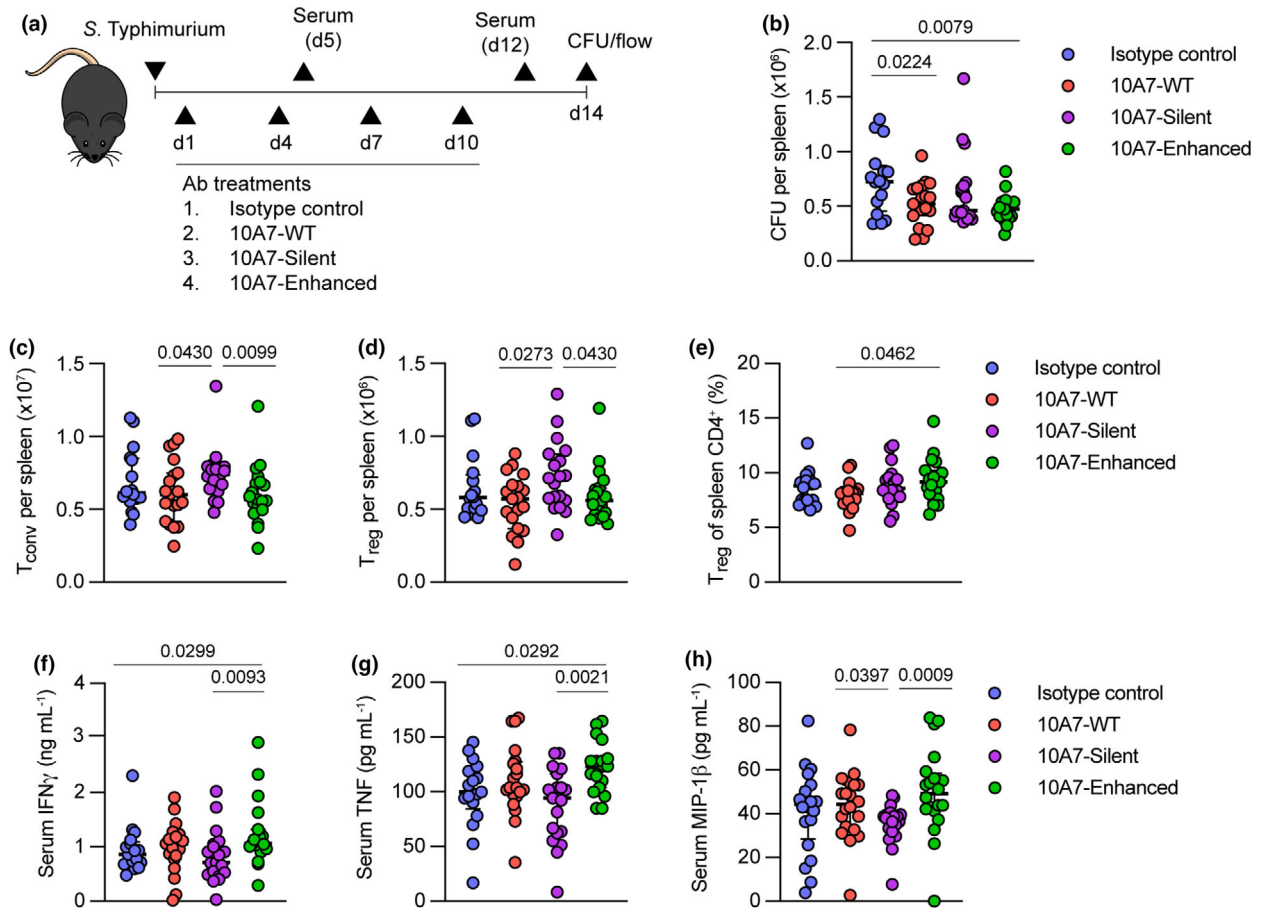 (a)
S. Typhimurium
Serum
(d5)
Serum
(d12)
CFU/flow
d1
d4
d7
d10
d14
Ab treatments
1. Isotype control
2. 10A7-WT
3. 10A7-Silent
4. 10A7-Enhanced
(b)
CFU per spleen (x10⁶)
2.0
1.5
1.0
0.5
0.0
0.0079
0.0224
Isotype control
10A7-WT
10A7-Silent
10A7-Enhanced
(c)
Tconv per spleen (x10⁷)
1.5
1.0
0.5
0.0
0.0430
0.0099
(d)
Treg per spleen (x10⁶)
1.5
1.0
0.5
0.0
0.0273
0.0430
(e)
Treg of spleen CD4⁺ (%)
20
15
10
5
0
0.0462
Isotype control
10A7-WT
10A7-Silent
10A7-Enhanced
(f)
Serum IFNγ (ng mL⁻¹)
4
3
2
1
0
0.0299
0.0093
(g)
Serum TNF (pg mL⁻¹)
200
150
100
50
0
0.0292
0.0021
(h)
Serum MIP-1β (pg mL⁻¹)
100
80
60
40
20
0
0.0397
0.0009
Isotype control
10A7-WT
10A7-Silent
10A7-Enhanced